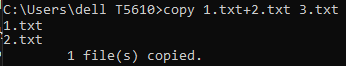 C:\Users\dell T5610>copy 1.txt+2.txt 3.txt
1.txt
2.txt
        1 file(s) copied.